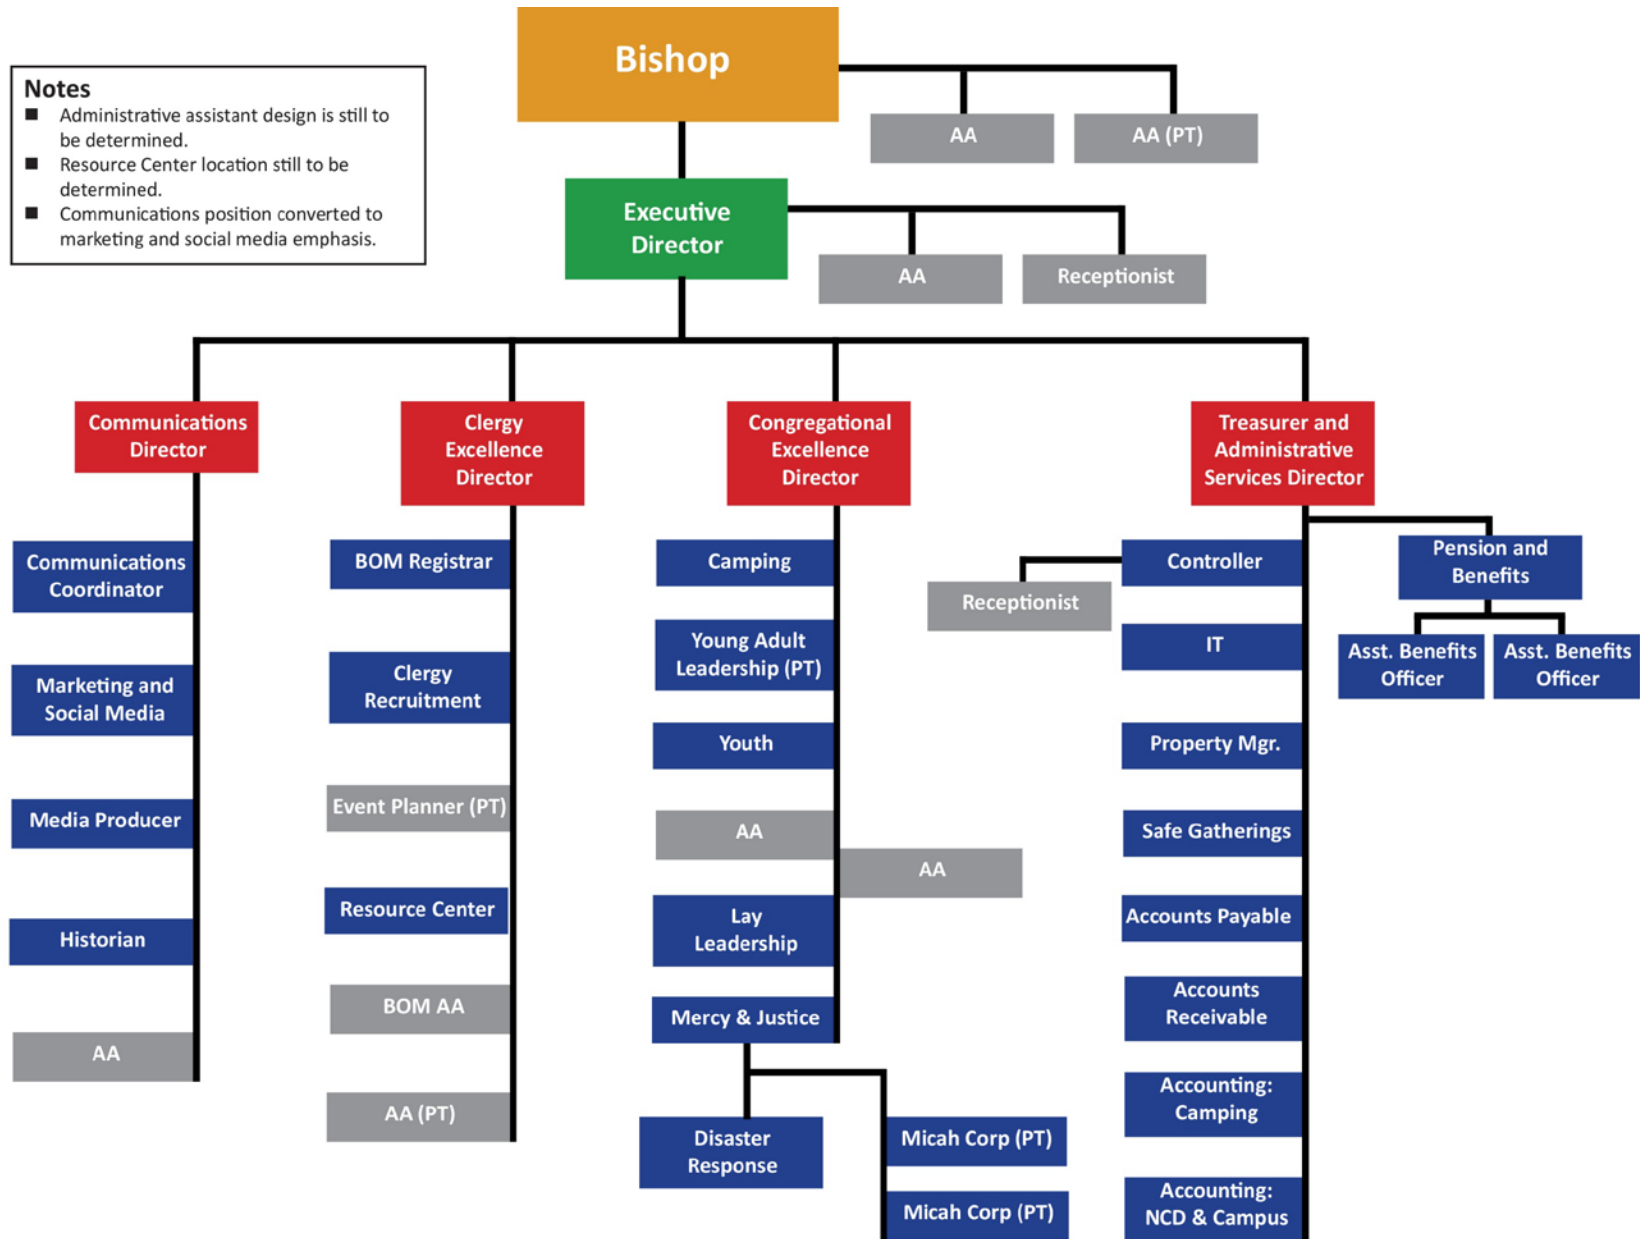 Bishop
Notes
■ Administrative assistant design is still to
be determined.
■ Resource Center location still to be
determined.
■ Communications position converted to
marketing and social media emphasis.
AA
AA (PT)
Executive
Director
AA
Receptionist
Communications
Director
Clergy
Excellence
Director
Congregational
Excellence
Director
Treasurer and
Administrative
Services Director
Communications
Coordinator
Marketing and
Social Media
Media Producer
Historian
AA
BOM Registrar
Clergy
Recruitment
Event Planner (PT)
Resource Center
BOM AA
AA (PT)
Camping
Young Adult
Leadership (PT)
Youth
AA
AA
Lay
Leadership
Mercy & Justice
Disaster
Response
Micah Corp (PT)
Micah Corp (PT)
Controller
Receptionist
IT
Property Mgr.
Safe Gatherings
Accounts Payable
Accounts
Receivable
Accounting:
Camping
Accounting:
NCD & Campus
Pension and
Benefits
Asst. Benefits
Officer
Asst. Benefits
Officer